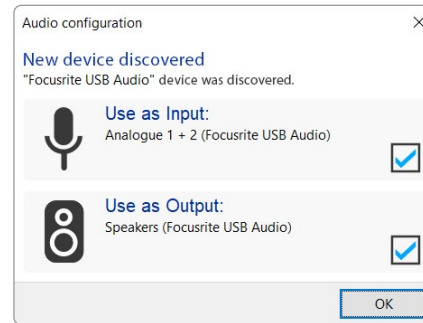 Audio configuration
New device discovered
"Focusrite USB Audio" device was discovered.
Use as Input:
Analogue 1 + 2 (Focusrite USB Audio)
Use as Output:
Speakers (Focusrite USB Audio)
OK